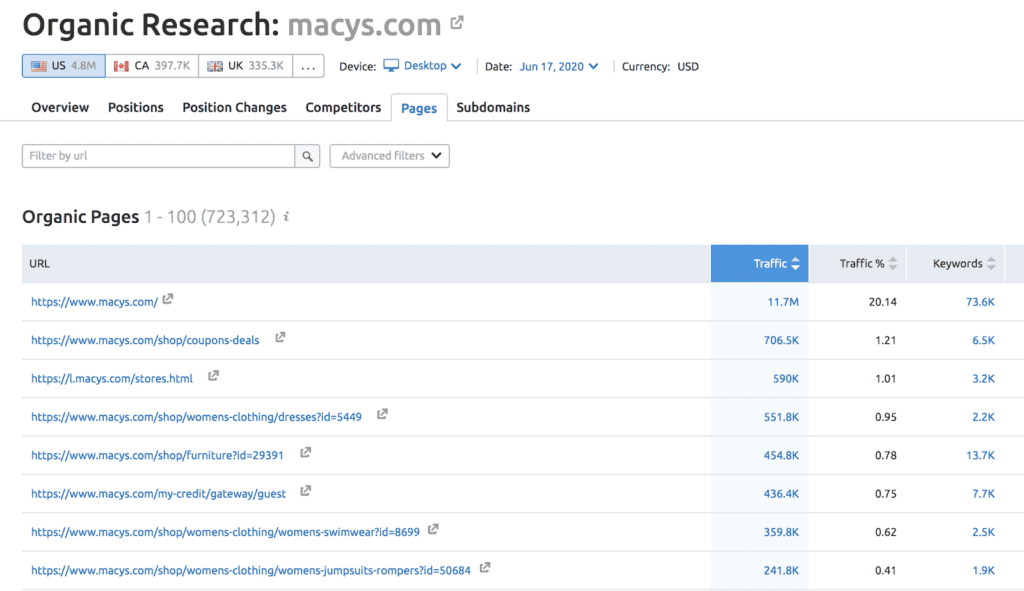 Organic Research: macys.com
US 4.8M CA 397.7K UK 335.3K ... Device: Desktop Date: Jun 17, 2020 Currency: USD
Overview Positions Position Changes Competitors Pages Subdomains
Filter by url Advanced filters
Organic Pages 1 - 100 (723,312) i
URL Traffic Traffic % Keywords
https://www.macys.com/ 11.7M 20.14 73.6K
https://www.macys.com/shop/coupons-deals 706.5K 1.21 6.5K
https://l.macys.com/stores.html 590K 1.01 3.2K
https://www.macys.com/shop/womens-clothing/dresses?id=5449 551.8K 0.95 2.2K
https://www.macys.com/shop/furniture?id=29391 454.8K 0.78 13.7K
https://www.macys.com/my-credit/gateway/guest 436.4K 0.75 7.7K
https://www.macys.com/shop/womens-clothing/womens-swimwear?id=8699 359.8K 0.62 2.5K
https://www.macys.com/shop/womens-clothing/womens-jumpsuits-rompers?id=50684 241.8K 0.41 1.9K